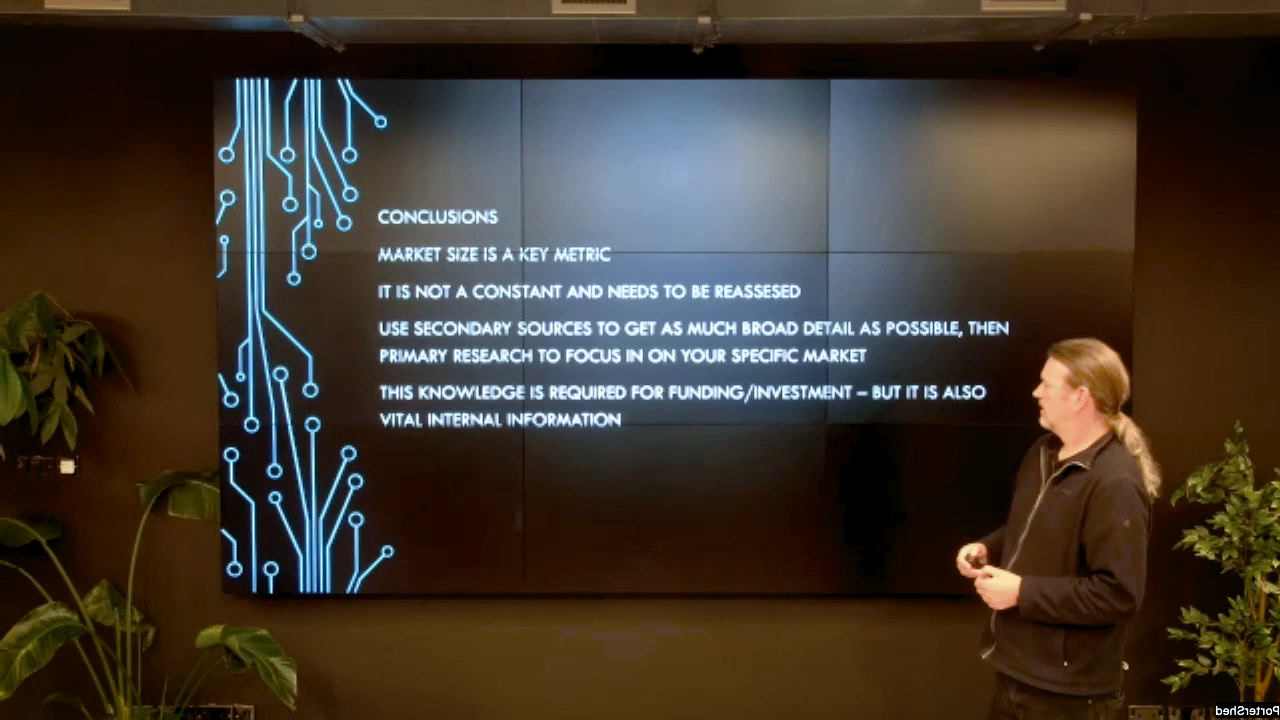 CONCLUSIONS
MARKET SIZE IS A KEY METRIC
IT IS NOT A CONSTANT AND NEEDS TO BE REASSESED
USE SECONDARY SOURCES TO GET AS MUCH BROAD DETAIL AS POSSIBLE, THEN
PRIMARY RESEARCH TO FOCUS IN ON YOUR SPECIFIC MARKET
THIS KNOWLEDGE IS REQUIRED FOR FUNDING/INVESTMENT – BUT IT IS ALSO
VITAL INTERNAL INFORMATION
PorterShed